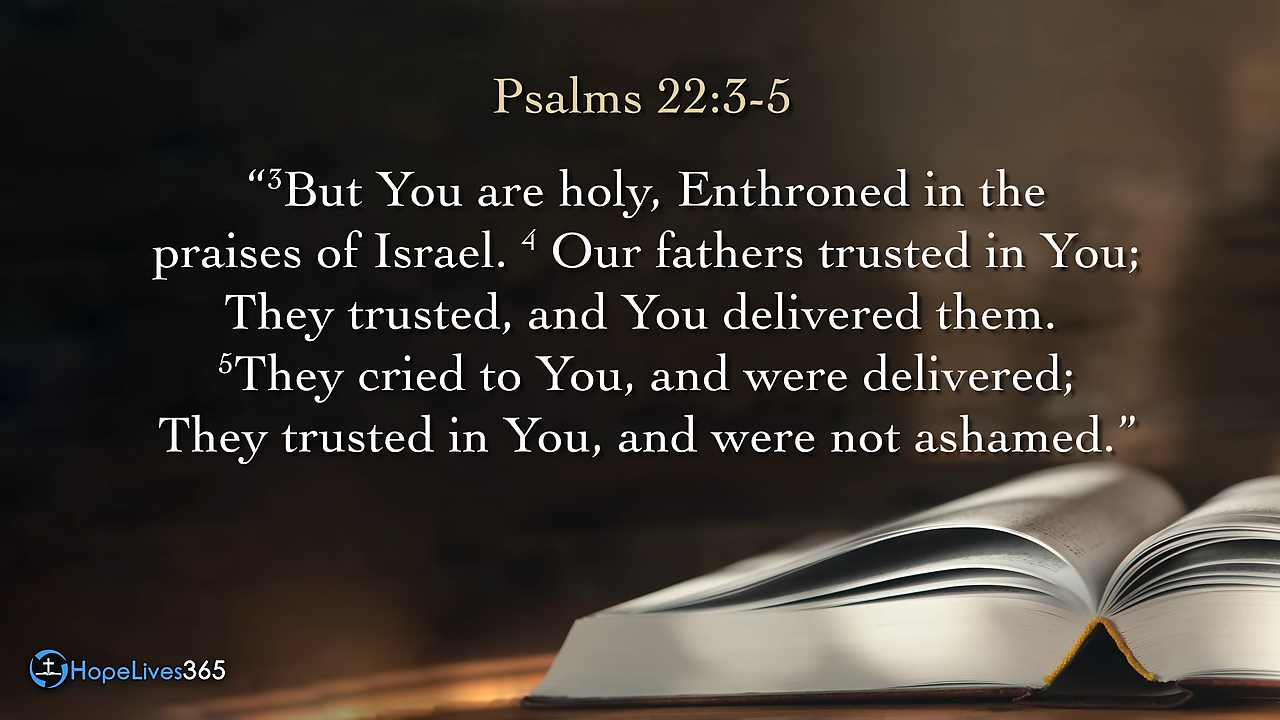 Psalms 22:3-5
“³But You are holy, Enthroned in the
praises of Israel. ⁴ Our fathers trusted in You;
They trusted, and You delivered them.
⁵They cried to You, and were delivered;
They trusted in You, and were not ashamed.”
HopeLives365